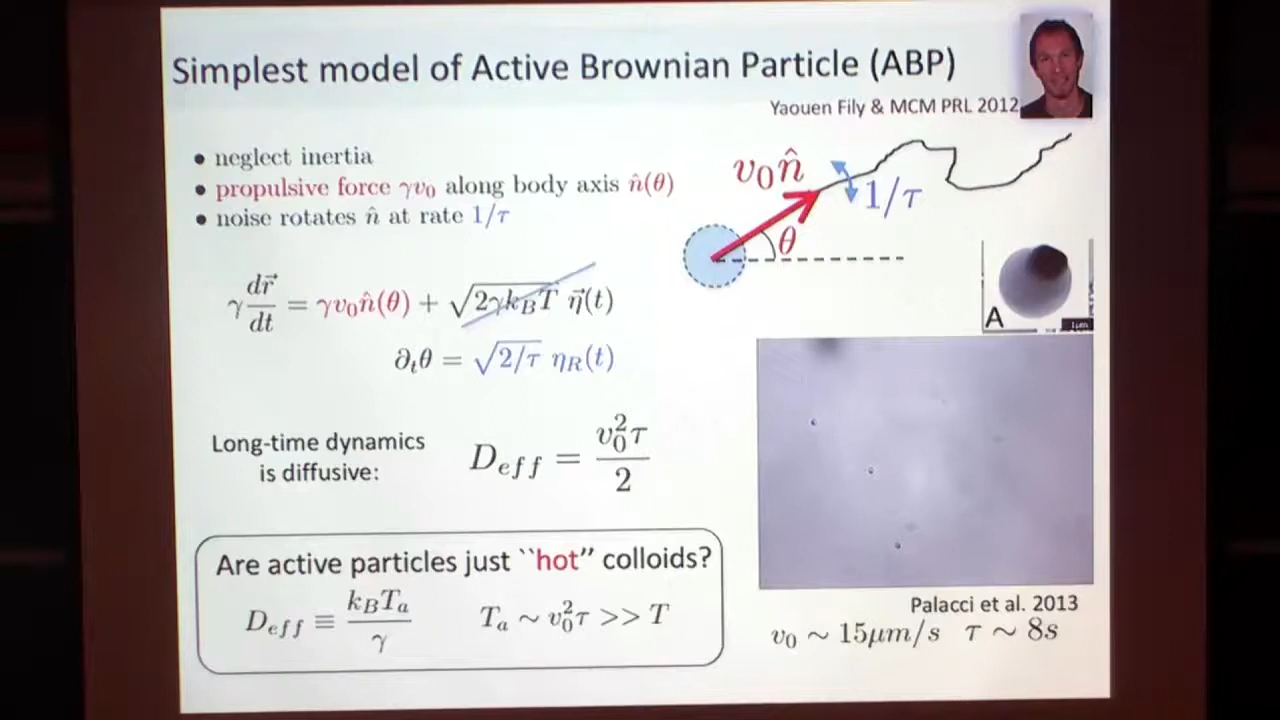 Simplest model of Active Brownian Particle (ABP)
Yaouen Fily & MCM PRL 2012
• neglect inertia
• propulsive force γv₀ along body axis n̂(θ)
• noise rotates n̂ at rate 1/τ
v₀n̂
1/τ
θ
γ dr⃗/dt = γv₀n̂(θ) + √2γk_BT η⃗(t)
∂ₜθ = √2/τ η_R(t)
A
1μm
Long-time dynamics
is diffusive:
D_eff = v₀²τ/2
Are active particles just ``hot'' colloids?
D_eff ≡ k_BT_a/γ T_a ~ v₀²τ >> T
Palacci et al. 2013
v₀ ~ 15μm/s τ ~ 8s